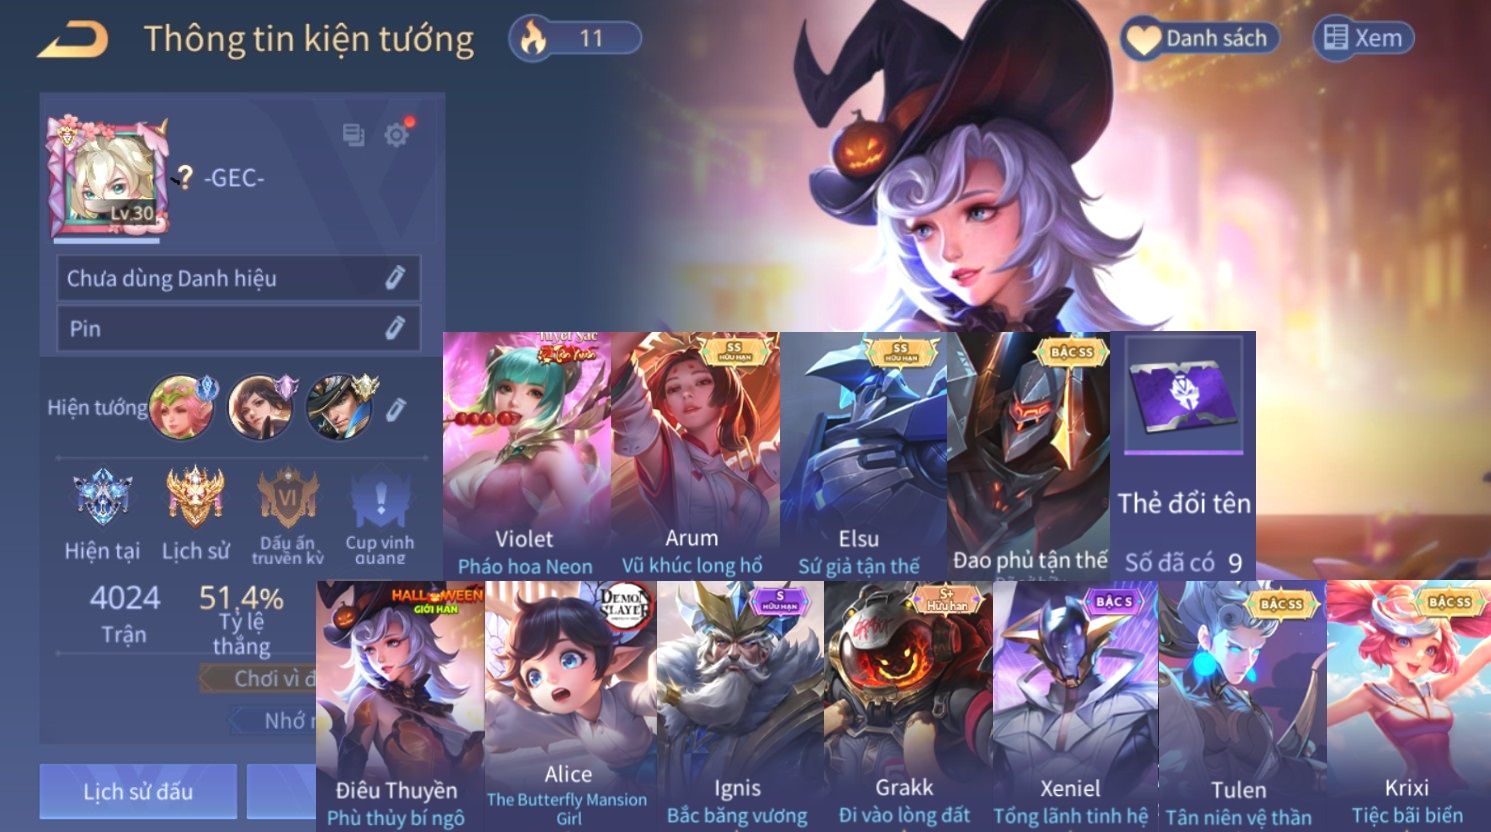 Thông tin kiện tướng
11
Danh sách
Xem
Lv.30
? -GEC-
Chưa dùng Danh hiệu
Pin
Hiện tướng
VI
Hiện tại
Lịch sử
Dấu ấn
truyền kỳ
Cup vinh
quang
4024
Trận
51,4%
Tỷ lệ
thắng
Chơi vì đ
Nhớ
Lịch sử đấu
Tuyệt Sắc
Tân Xuân
Violet
Pháo hoa Neon
SS
HỮU HẠN
Arum
Vũ khúc long hổ
SS
HỮU HẠN
Elsu
Sứ giả tận thế
BẬC SS
Đao phủ tận thế
Thẻ đổi tên
Số đã có 9
HALLOWEEN
GIỚI HẠN
Điêu Thuyền
Phù thủy bí ngô
DEMON
SLAYER
Alice
The Butterfly Mansion
Girl
S
HỮU HẠN
Ignis
Bắc băng vương
S+
Hữu hạn
Grakk
Đi vào lòng đất
BẬC S
Xeniel
Tổng lãnh tinh hệ
BẬC SS
Tulen
Tân niên vệ thần
BẬC SS
Krixi
Tiệc bãi biển